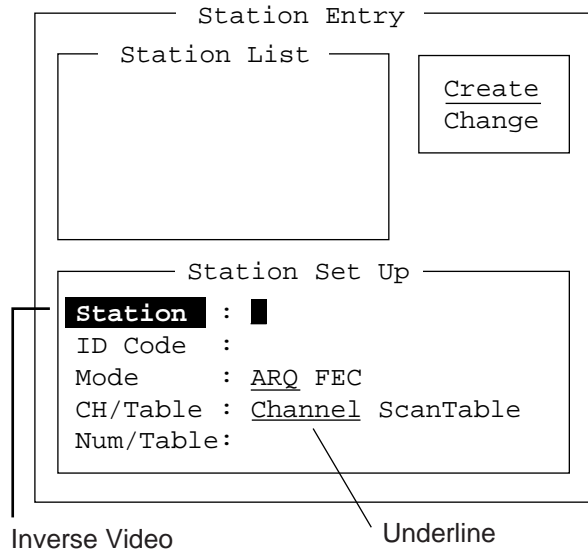 Station Entry
Station List
Create
Change
Station Set Up
Station :
ID Code :
Mode : ARQ FEC
CH/Table : Channel ScanTable
Num/Table:
Inverse Video
Underline